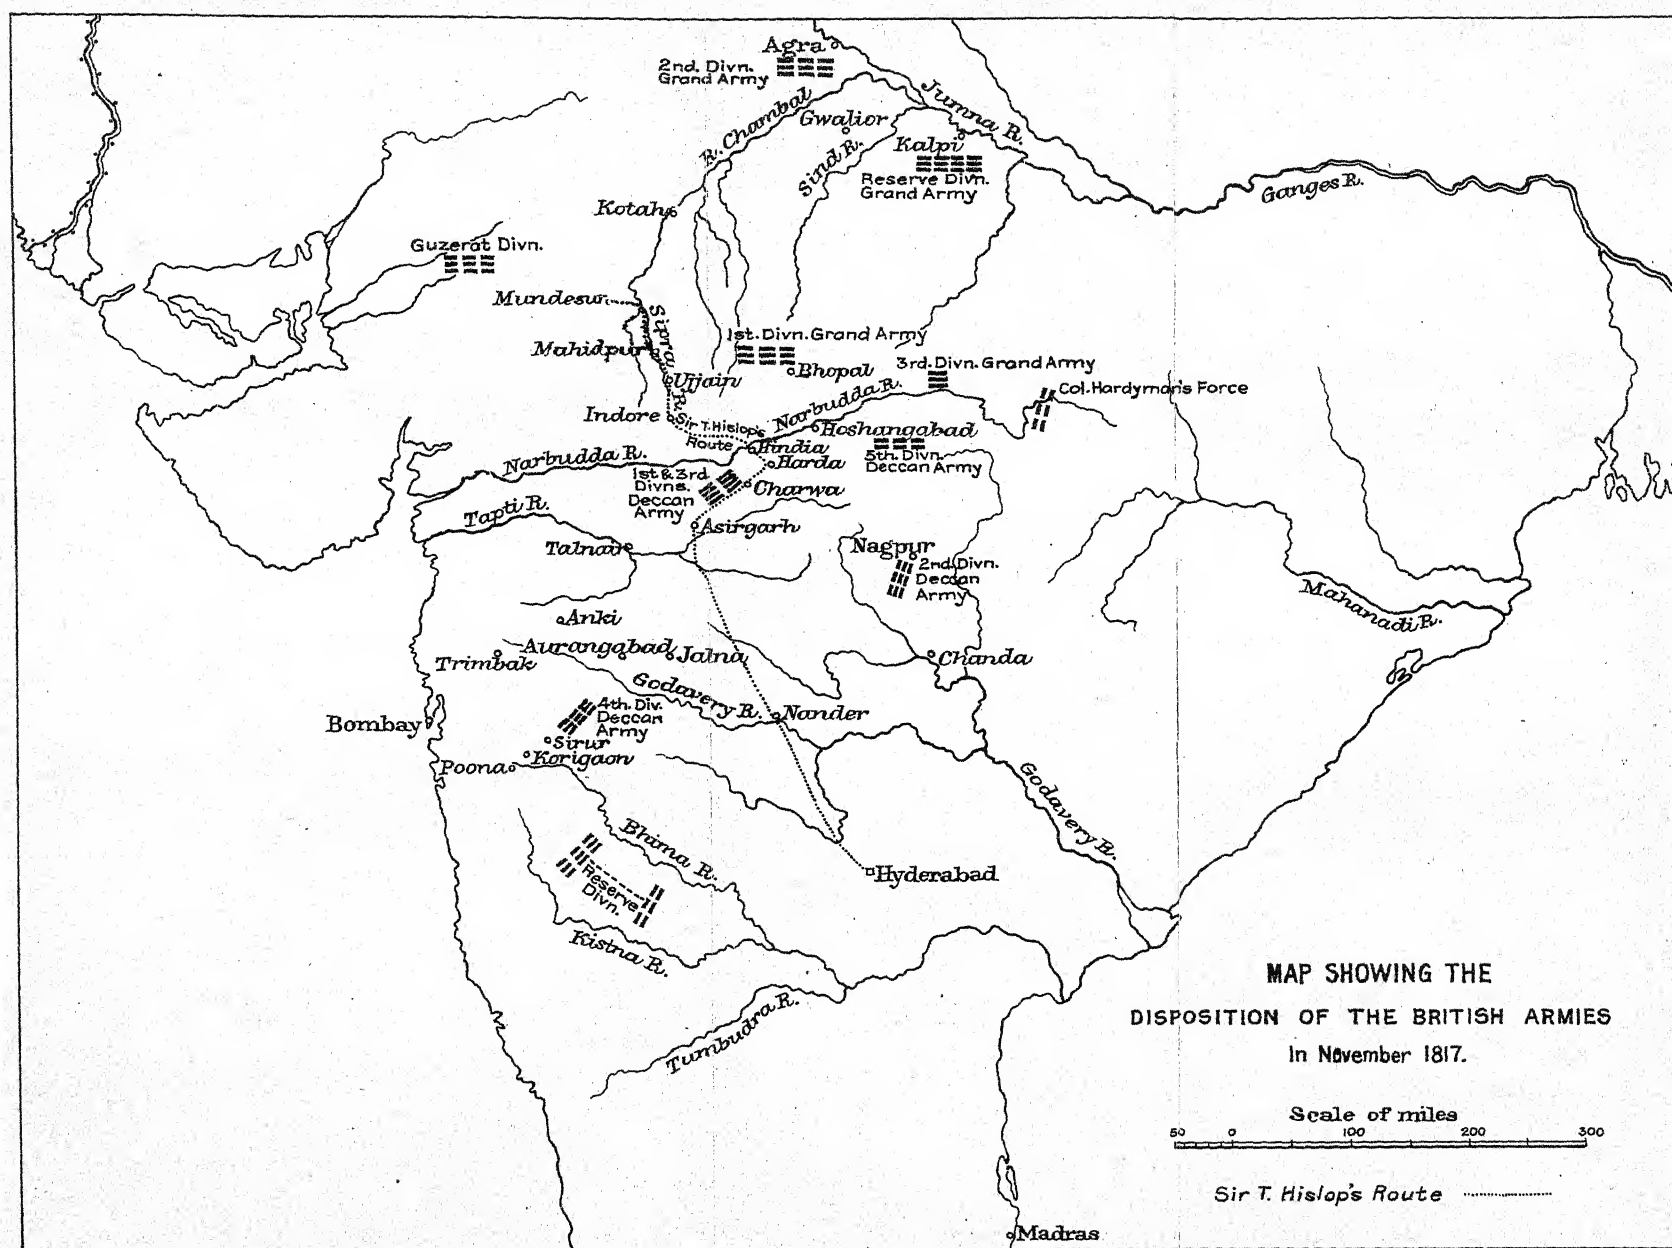 Agra
2nd. Divn.
Grand Army
Jumna R.
R. Chambal
Gwalior
Sind R.
Kalpi
Reserve Divn.
Grand Army
Ganges R.
Kotah
Guzerat Divn.
Mundesur
Sipra R.
Mahidpur
1st. Divn. Grand Army
Bhopal
3rd. Divn. Grand Army
Ujjain
Col. Hardyman's Force
Indore
Sir T. Hislop's
Route
Narbudda R.
Hoshangabad
5th. Divn.
Deccan Army
Hindia
Narbudda R.
Harda
1st & 3rd
Divns.
Deccan
Army
Charwa
Tapti R.
Asirgarh
Talnair
Nagpur
2nd. Divn.
Deccan
Army
Mahanadi R.
Anki
Aurangabad
Jalna
Trimbak
Chanda
Godavery R.
Nander
4th. Div.
Deccan
Army
Bombay
Sirur
Korigaon
Poona
Godavery R.
Bhima R.
Hyderabad
Reserve
Divn.
Kistna R.
Tumbudra R.
MAP SHOWING THE
DISPOSITION OF THE BRITISH ARMIES
In November 1817.
Scale of miles
50 0 100 200 300
Sir T. Hislop's Route
Madras